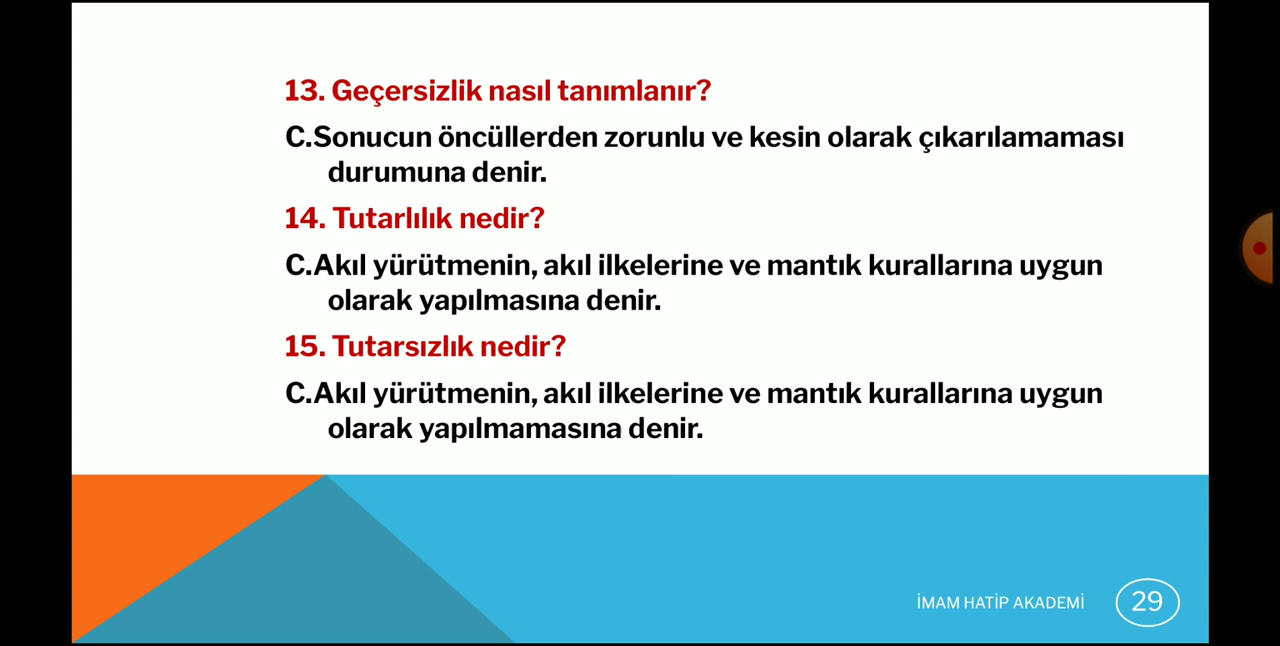 13. Geçersizlik nasıl tanımlanır?
C.Sonucun öncüllerden zorunlu ve kesin olarak çıkarılamaması
durumuna denir.
14. Tutarlılık nedir?
C.Akıl yürütmenin, akıl ilkelerine ve mantık kurallarına uygun
olarak yapılmasına denir.
15. Tutarsızlık nedir?
C.Akıl yürütmenin, akıl ilkelerine ve mantık kurallarına uygun
olarak yapılmamasına denir.
İMAM HATİP AKADEMİ 29